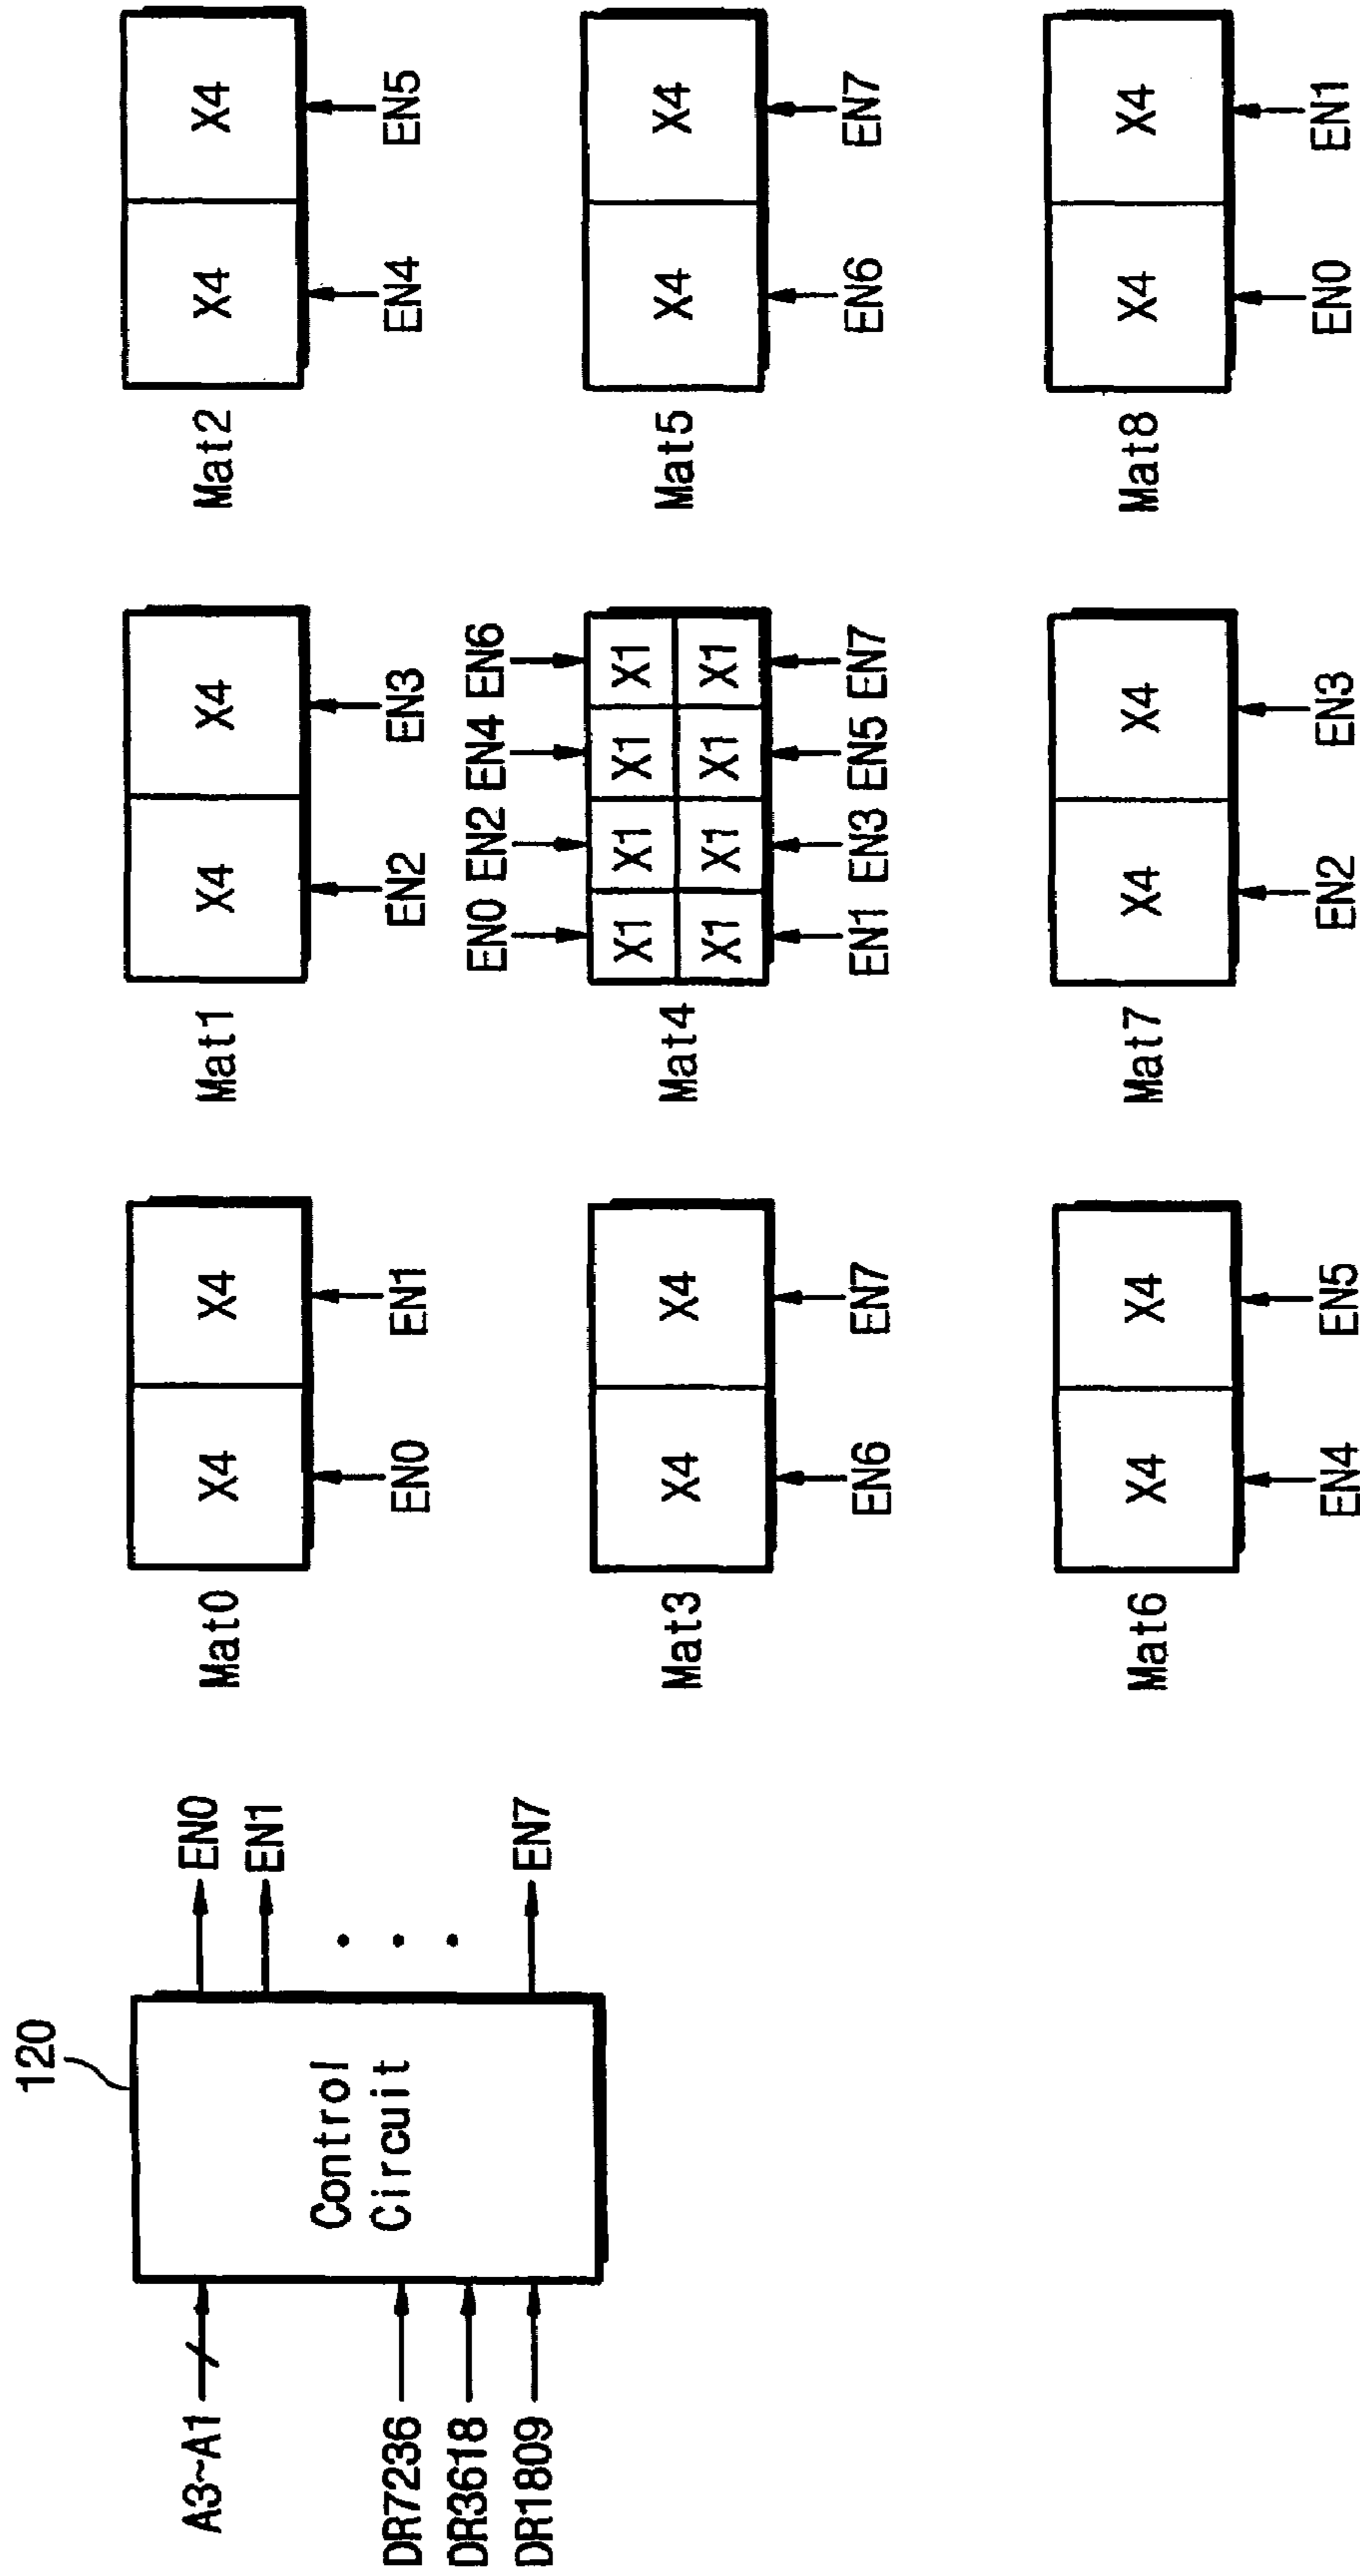 120
A3~A1
DR7236
DR3618
DR1809
Control
Circuit
EN0
EN1
EN7
Mat0
X4 X4
EN0 EN1
Mat1
X4 X4
EN2 EN3
Mat2
X4 X4
EN4 EN5
Mat3
X4 X4
EN6 EN7
Mat4
EN0 EN2 EN4 EN6
X1 X1 X1 X1
X1 X1 X1 X1
EN1 EN3 EN5 EN7
Mat5
X4 X4
EN6 EN7
Mat6
X4 X4
EN4 EN5
Mat7
X4 X4
EN2 EN3
Mat8
X4 X4
EN0 EN1